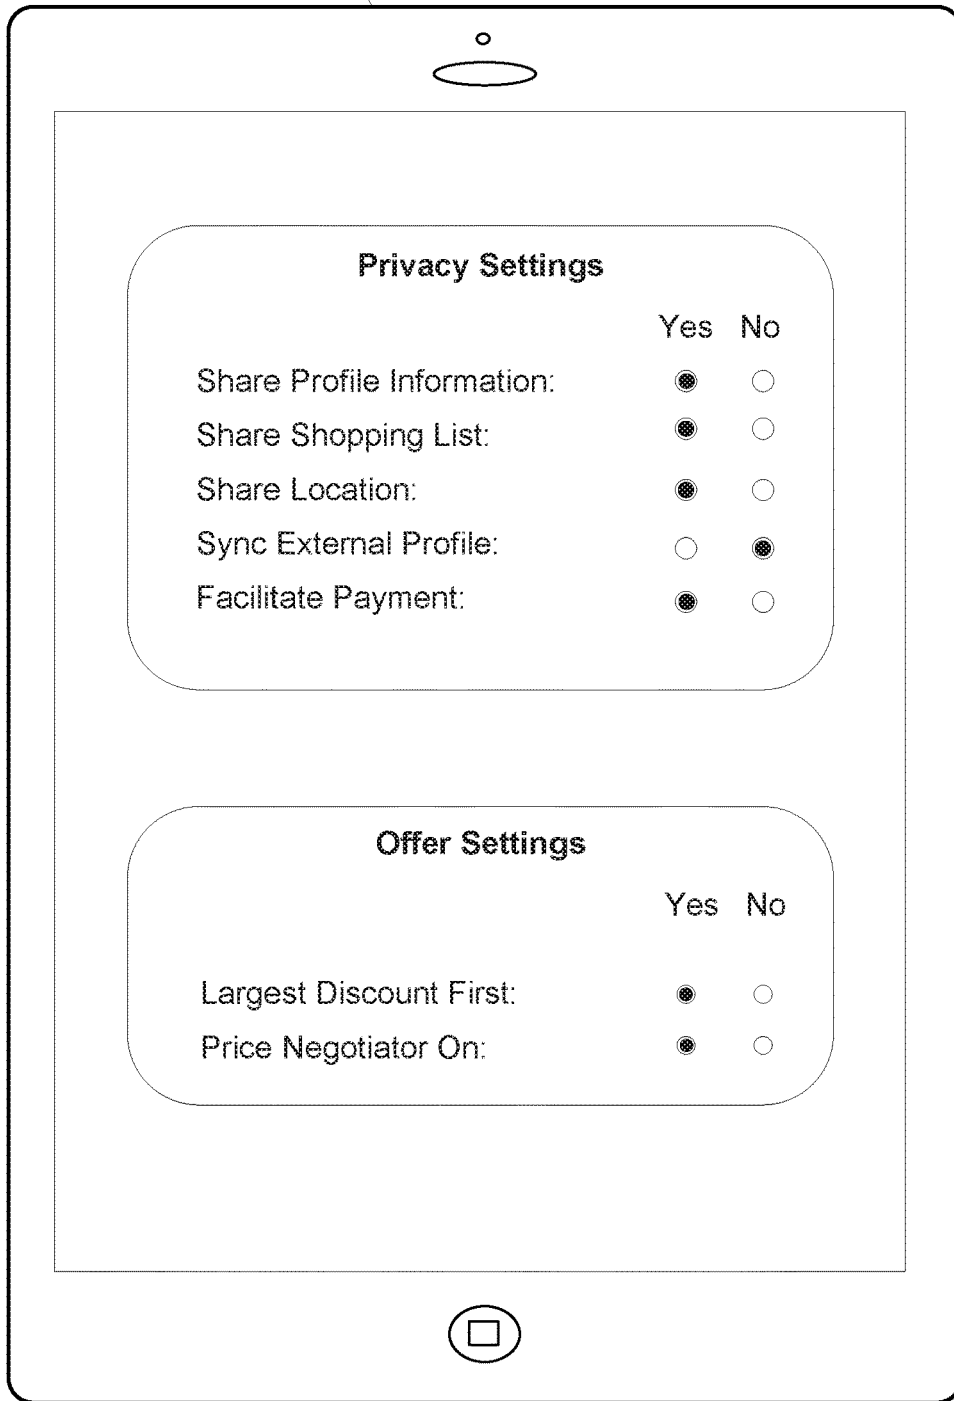 Privacy Settings
Yes No
Share Profile Information:
Share Shopping List:
Share Location:
Sync External Profile:
Facilitate Payment:
Offer Settings
Yes No
Largest Discount First:
Price Negotiator On: